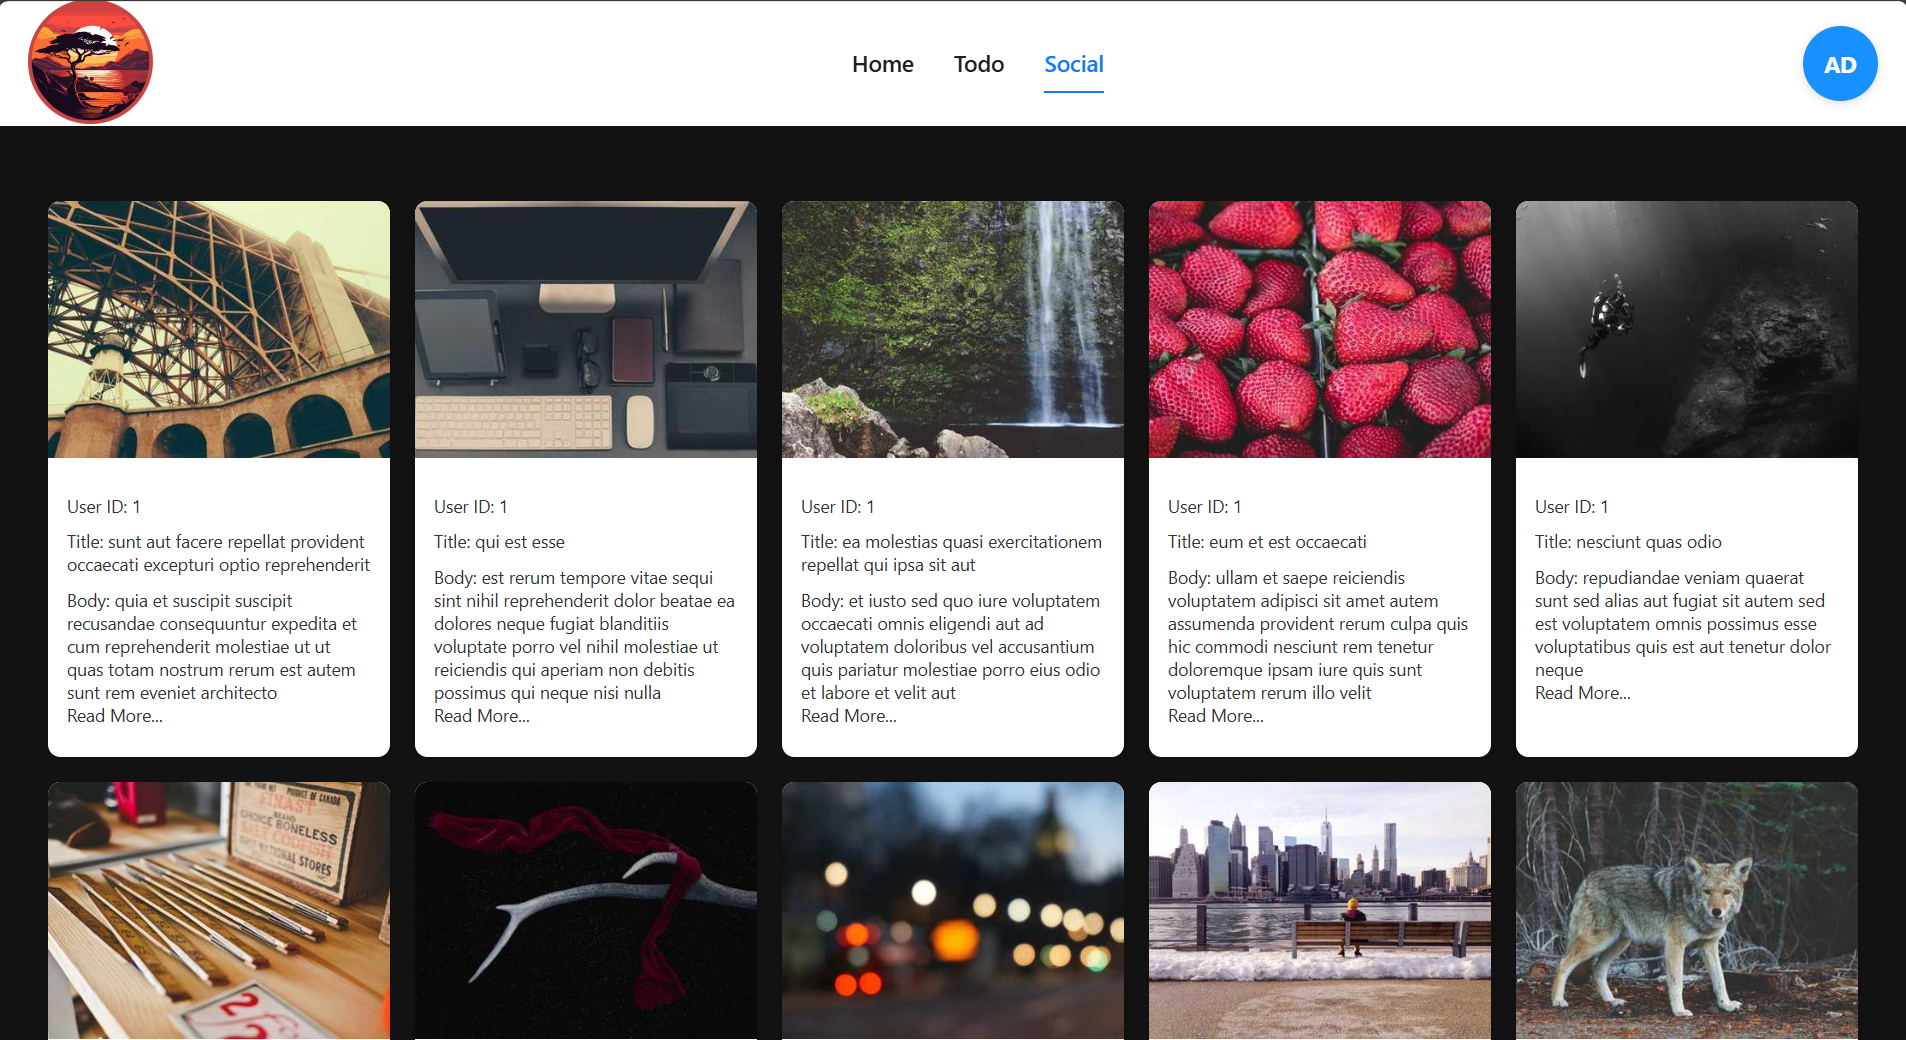 Home Todo Social AD
User ID: 1
Title: sunt aut facere repellat provident
occaecati excepturi optio reprehenderit
Body: quia et suscipit suscipit
recusandae consequuntur expedita et
cum reprehenderit molestiae ut ut
quas totam nostrum rerum est autem
sunt rem eveniet architecto
Read More...
User ID: 1
Title: qui est esse
Body: est rerum tempore vitae sequi
sint nihil reprehenderit dolor beatae ea
dolores neque fugiat blanditiis
voluptate porro vel nihil molestiae ut
reiciendis qui aperiam non debitis
possimus qui neque nisi nulla
Read More...
User ID: 1
Title: ea molestias quasi exercitationem
repellat qui ipsa sit aut
Body: et iusto sed quo iure voluptatem
occaecati omnis eligendi aut ad
voluptatem doloribus vel accusantium
quis pariatur molestiae porro eius odio
et labore et velit aut
Read More...
User ID: 1
Title: eum et est occaecati
Body: ullam et saepe reiciendis
voluptatem adipisci sit amet autem
assumenda provident rerum culpa quis
hic commodi nesciunt rem tenetur
doloremque ipsam iure quis sunt
voluptatem rerum illo velit
Read More...
User ID: 1
Title: nesciunt quas odio
Body: repudiandae veniam quaerat
sunt sed alias aut fugiat sit autem sed
est voluptatem omnis possimus esse
voluptatibus quis est aut tenetur dolor
neque
Read More...
PRODUCT OF CANADA
FINAST
BRAND
CHOICE BONELESS
SALT CODFISH
NATIONAL STORES